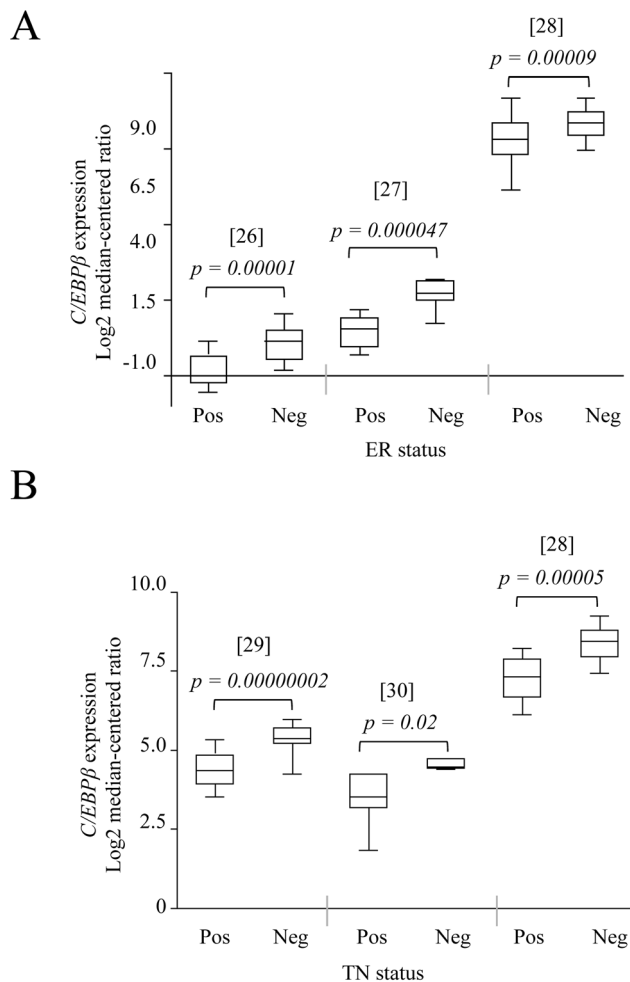 A
[28]
p = 0.00009
9.0
6.5
[27]
4.0
p = 0.000047
[26]
p = 0.00001
1.5
-1.0
C/EBPβ expression
Log2 median-centered ratio
Pos Neg Pos Neg Pos Neg
ER status
B
[28]
p = 0.00005
10.0
[29]
p = 0.00000002
7.5
[30]
p = 0.02
5.0
2.5
0
C/EBPβ expression
Log2 median-centered ratio
Pos Neg Pos Neg Pos Neg
TN status